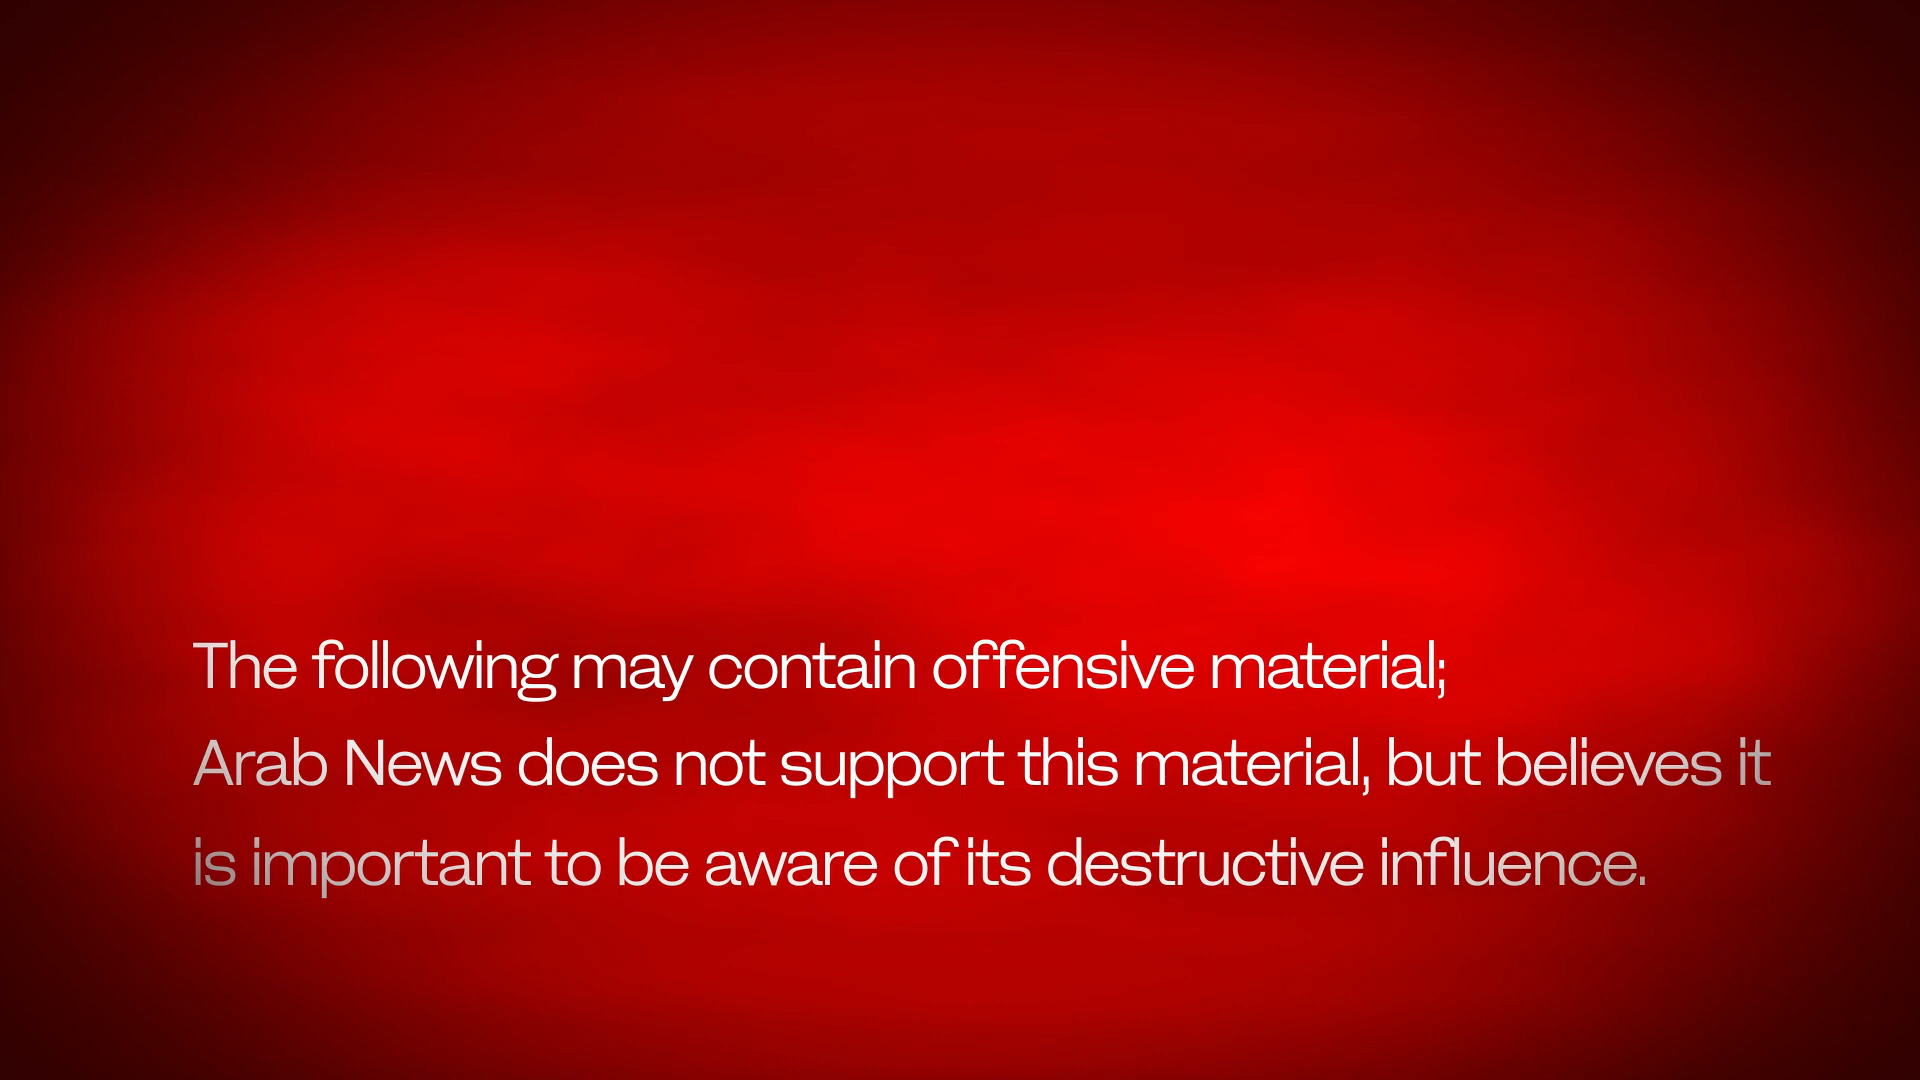 The following may contain offensive material;
Arab News does not support this material, but believes it
is important to be aware of its destructive influence.